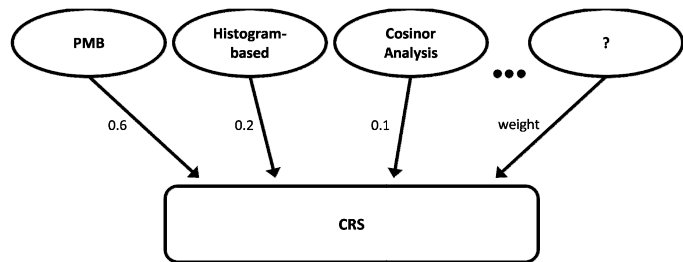 PMB
Histogram-
based
Cosinor
Analysis
?
0.6
0.2
0.1
weight
CRS